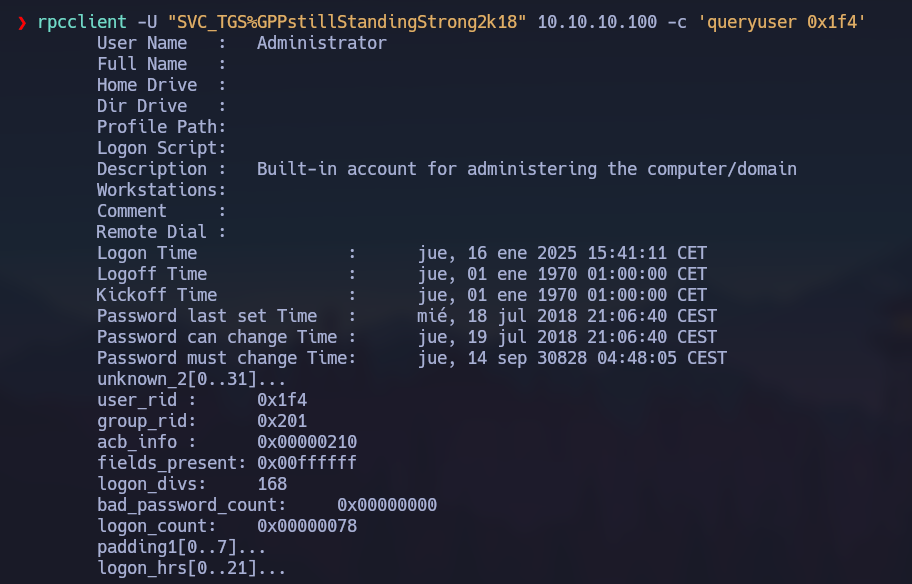 ❯ rpcclient -U "SVC_TGS%GPPstillStandingStrong2k18" 10.10.10.100 -c 'queryuser 0x1f4'
User Name   :   Administrator
Full Name   :
Home Drive  :
Dir Drive   :
Profile Path:
Logon Script:
Description :   Built-in account for administering the computer/domain
Workstations:
Comment     :
Remote Dial :
Logon Time               :      jue, 16 ene 2025 15:41:11 CET
Logoff Time              :      jue, 01 ene 1970 01:00:00 CET
Kickoff Time             :      jue, 01 ene 1970 01:00:00 CET
Password last set Time   :      mié, 18 jul 2018 21:06:40 CEST
Password can change Time :      jue, 19 jul 2018 21:06:40 CEST
Password must change Time:      jue, 14 sep 30828 04:48:05 CEST
unknown_2[0..31]...
user_rid :      0x1f4
group_rid:      0x201
acb_info :      0x00000210
fields_present: 0x00ffffff
logon_divs:     168
bad_password_count:     0x00000000
logon_count:    0x00000078
padding1[0..7]...
logon_hrs[0..21]...